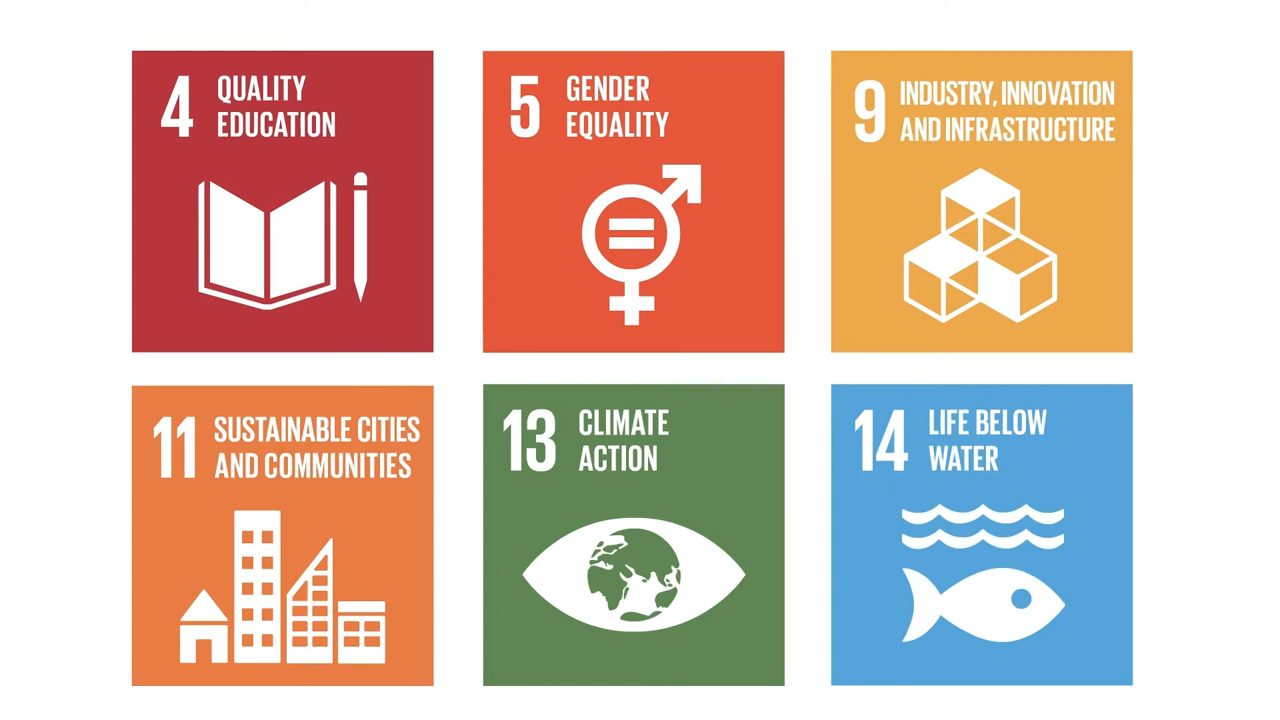 4 QUALITY
EDUCATION
5 GENDER
EQUALITY
9 INDUSTRY, INNOVATION
AND INFRASTRUCTURE
11 SUSTAINABLE CITIES
AND COMMUNITIES
13 CLIMATE
ACTION
14 LIFE BELOW
WATER